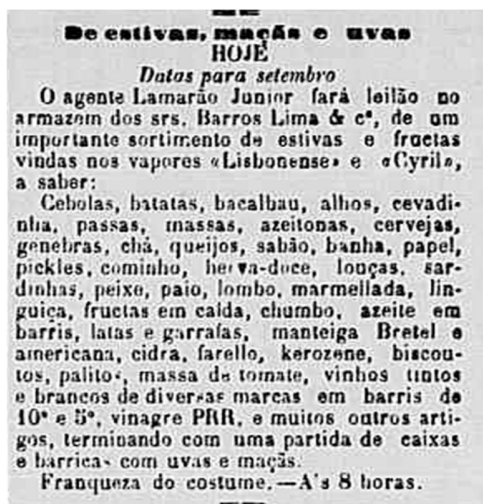 De estivas, maçãs e uvas
HOJE
Datas para setembro
O agente Lamarão Junior fará leilão no
armazem dos srs. Barros Lima & cª, de um
importante sortimento de estivas e fructas
vindas nos vapores «Lisbonense» e «Cyril»,
a saber:
Cebolas, batatas, bacalbau, alhos, cevadi-
nha, passas, massas, azeitonas, cervejas,
genebras, chá, queijos, sabão, banha, papel,
pickles, cominho, herva-doce, louças, sar-
dinhas, peixe, paio, lombo, marmellada, lin-
guiça, fructas em calda, chumbo, azeite em
barris, latas e garrafas, manteiga Bretel e
americana, cidra, farello, kerozene, biscou-
tos, palitos, massa de tomate, vinhos tintos
e brancos de diversas marcas em barris de
10º e 5º, vinagre PRR, e muitos outros arti-
gos, terminando com uma partida de caixas
e barricas com uvas e maçãs.
Franqueza do costume.—A's 8 horas.